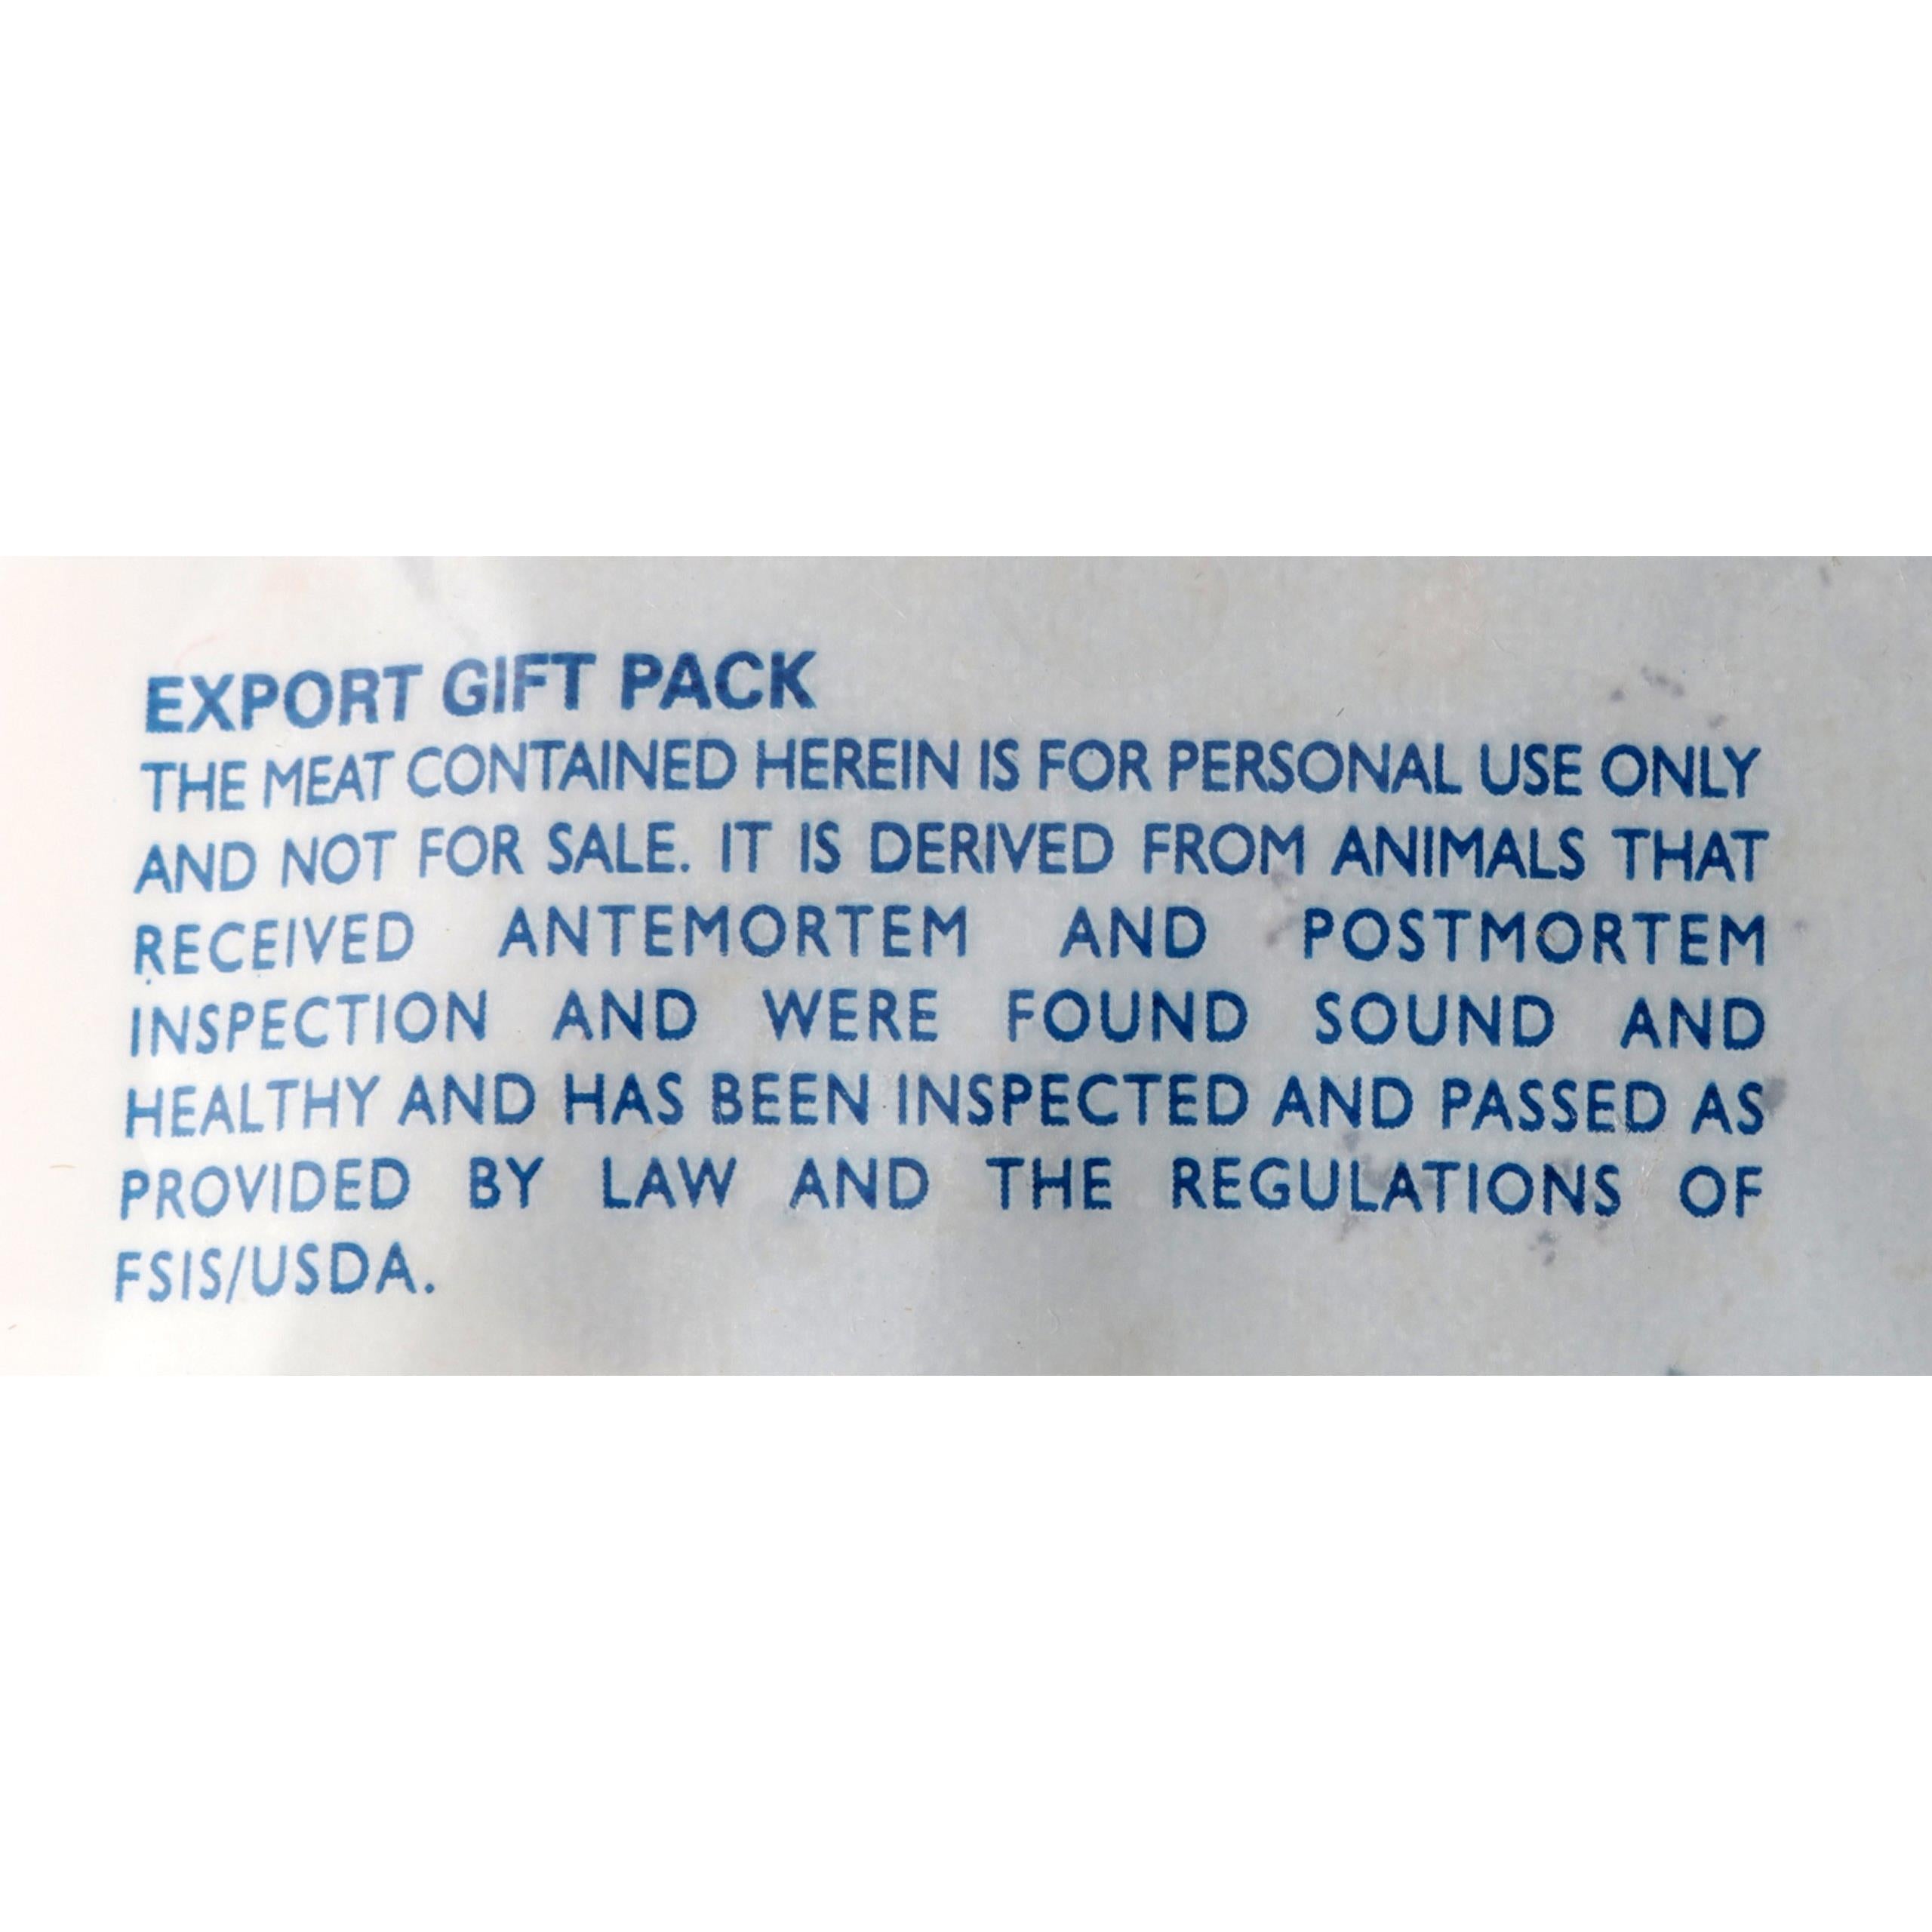 EXPORT GIFT PACK
THE MEAT CONTAINED HEREIN IS FOR PERSONAL USE ONLY
AND NOT FOR SALE. IT IS DERIVED FROM ANIMALS THAT
RECEIVED ANTEMORTEM AND POSTMORTEM
INSPECTION AND WERE FOUND SOUND AND
HEALTHY AND HAS BEEN INSPECTED AND PASSED AS
PROVIDED BY LAW AND THE REGULATIONS OF
FSIS/USDA.